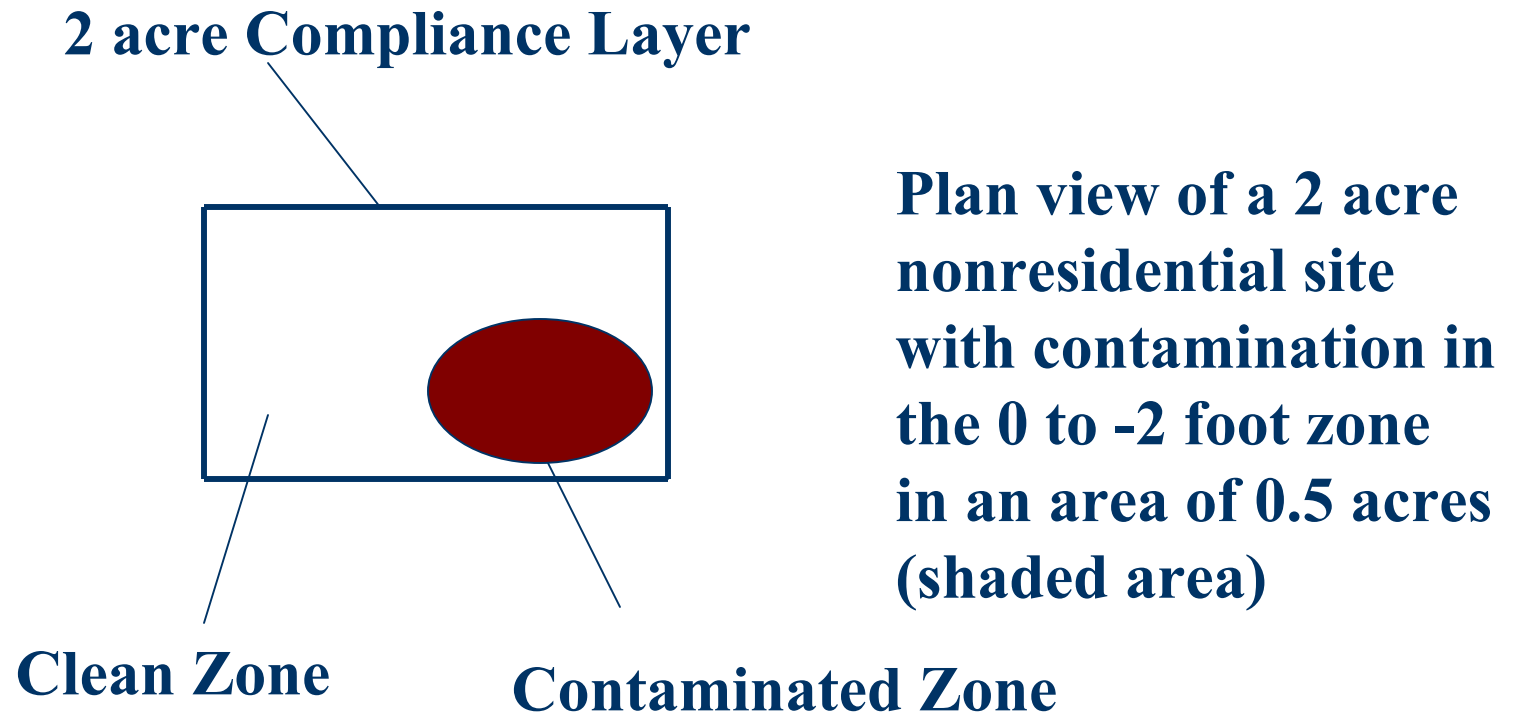 2 acre Compliance Layer
Plan view of a 2 acre
nonresidential site
with contamination in
the 0 to -2 foot zone
in an area of 0.5 acres
(shaded area)
Clean Zone
Contaminated Zone